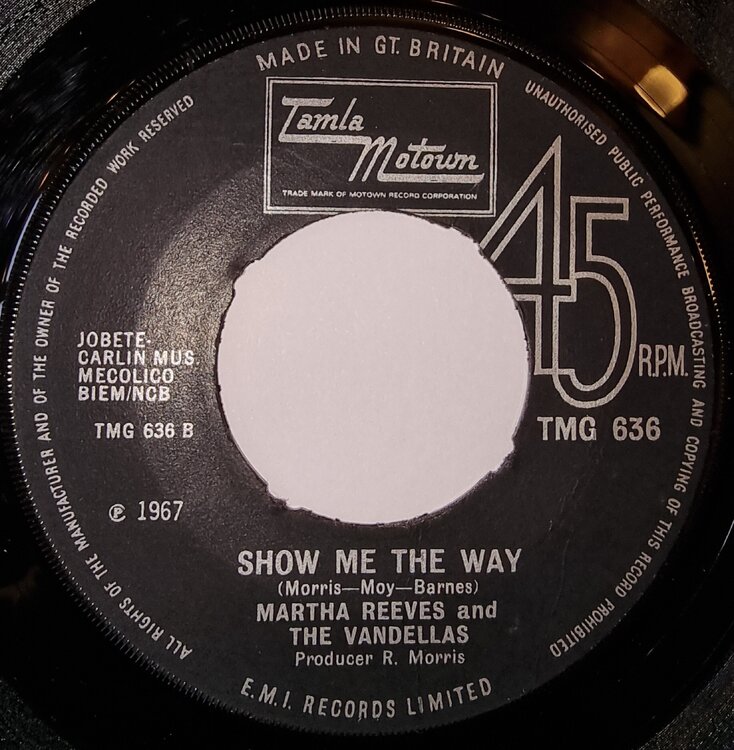 MADE IN GT. BRITAIN
UNAUTHORISED PUBLIC PERFORMANCE BROADCASTING AND COPYING OF THIS RECORD PROHIBITED
ALL RIGHTS OF THE MANUFACTURER AND OF THE OWNER OF THE RECORDED WORK RESERVED
Tamla
Motown
TRADE MARK OF MOTOWN RECORD CORPORATION
45
R.P.M.
JOBETE-
CARLIN MUS
MECOLICO
BIEM/NCB
TMG 636 B
TMG 636
℗ 1967
SHOW ME THE WAY
(Morris—Moy—Barnes)
MARTHA REEVES and
THE VANDELLAS
Producer R. Morris
E.M.I. RECORDS LIMITED